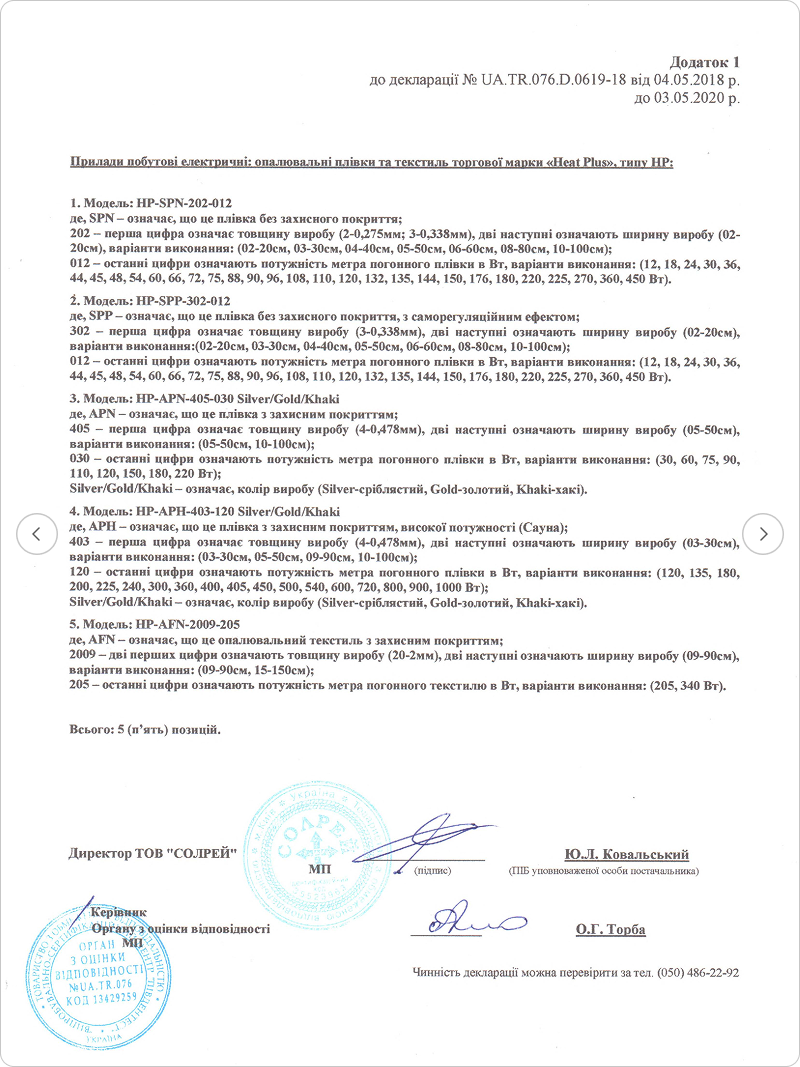 Додаток 1
до декларації № UA.TR.076.D.0619-18 від 04.05.2018 р.
до 03.05.2020 р.
Прилади побутові електричні: опалювальні плівки та текстиль торгової марки «Heat Plus», типу HP:
1. Модель: HP-SPN-202-012
де, SPN – означає, що це плівка без захисного покриття;
202 – перша цифра означає товщину виробу (2-0,275мм; 3-0,338мм), дві наступні означають ширину виробу (02-
20см), варіанти виконання: (02-20см, 03-30см, 04-40см, 05-50см, 06-60см, 08-80см, 10-100см);
012 – останні цифри означають потужність метра погонного плівки в Вт, варіанти виконання: (12, 18, 24, 30, 36,
44, 45, 48, 54, 60, 66, 72, 75, 88, 90, 96, 108, 110, 120, 132, 135, 144, 150, 176, 180, 220, 225, 270, 360, 450 Вт).
2. Модель: HP-SPP-302-012
де, SPP – означає, що це плівка без захисного покриття, з саморегуляційним ефектом;
302 – перша цифра означає товщину виробу (3-0,338мм), дві наступні означають ширину виробу (02-20см),
варіанти виконання:(02-20см, 03-30см, 04-40см, 05-50см, 06-60см, 08-80см, 10-100см);
012 – останні цифри означають потужність метра погонного плівки в Вт, варіанти виконання: (12, 18, 24, 30, 36,
44, 45, 48, 54, 60, 66, 72, 75, 88, 90, 96, 108, 110, 120, 132, 135, 144, 150, 176, 180, 220, 225, 270, 360, 450 Вт).
3. Модель: HP-APN-405-030 Silver/Gold/Khaki
де, APN – означає, що це плівка з захисним покриттям;
405 – перша цифра означає товщину виробу (4-0,478мм), дві наступні означають ширину виробу (05-50см),
варіанти виконання: (05-50см, 10-100см);
030 – останні цифри означають потужність метра погонного плівки в Вт, варіанти виконання: (30, 60, 75, 90,
110, 120, 150, 180, 220 Вт);
Silver/Gold/Khaki – означає, колір виробу (Silver-сріблястий, Gold-золотий, Khaki-хакі).
4. Модель: HP-APH-403-120 Silver/Gold/Khaki
де, APH – означає, що це плівка з захисним покриттям, високої потужності (Сауна);
403 – перша цифра означає товщину виробу (4-0,478мм), дві наступні означають ширину виробу (03-30см),
варіанти виконання: (03-30см, 05-50см, 09-90см, 10-100см);
120 – останні цифри означають потужність метра погонного плівки в Вт, варіанти виконання: (120, 135, 180,
200, 225, 240, 300, 360, 400, 405, 450, 500, 540, 600, 720, 800, 900, 1000 Вт);
Silver/Gold/Khaki – означає, колір виробу (Silver-сріблястий, Gold-золотий, Khaki-хакі).
5. Модель: HP-AFN-2009-205
де, AFN – означає, що це опалювальний текстиль з захисним покриттям;
2009 – дві перших цифри означають товщину виробу (20-2мм), дві наступні означають ширину виробу (09-90см),
варіанти виконання: (09-90см, 15-150см);
205 – останні цифри означають потужність метра погонного текстилю в Вт, варіанти виконання: (205, 340 Вт).
Всього: 5 (п’ять) позицій.
Директор ТОВ "СОЛРЕЙ"
МП
(підпис)
Ю.Л. Ковальський
(ПІБ уповноваженої особи постачальника)
СОЛРЕЙ
Керівник
Органу з оцінки відповідності
МП
О.Г. Торба
ОРГАН
З ОЦІНКИ
ВІДПОВІДНОСТІ
№UA.TR.076
КОД 13429259
УКРАЇНА
Чинність декларації можна перевірити за тел. (050) 486-22-92